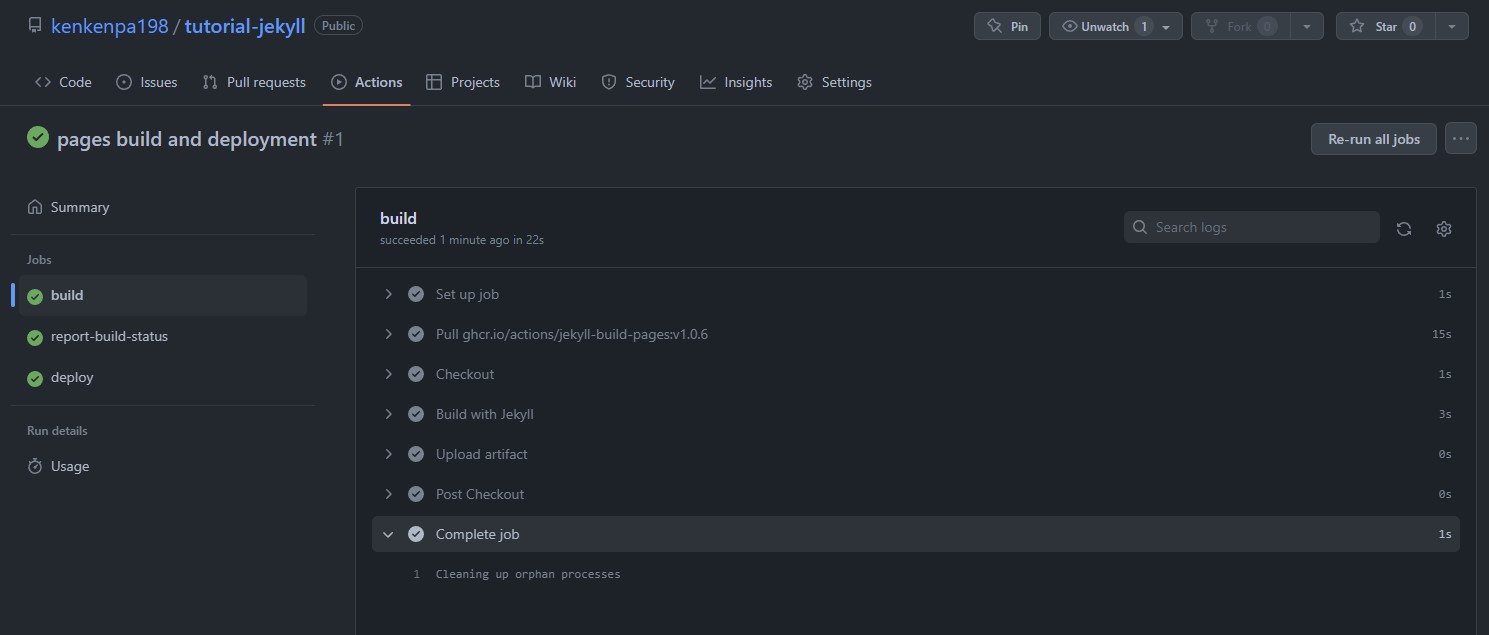 kenkenpa198 / tutorial-jekyll Public Pin Unwatch 1 Fork 0 Star 0
Code Issues Pull requests Actions Projects Wiki Insights Security Insights Settings
pages build and deployment #1 Re-run all jobs ...
Summary
Jobs
build
report-build-status
deploy
Run details
Usage
build
succeeded 1 minute ago in 22s
Search logs
Set up job 1s
Pull ghcr.io/actions/jekyll-build-pages:v1.0.6 15s
Checkout 1s
Build with Jekyll 3s
Upload artifact 0s
Post Checkout 0s
Complete job 1s
1 Cleaning up orphan processes